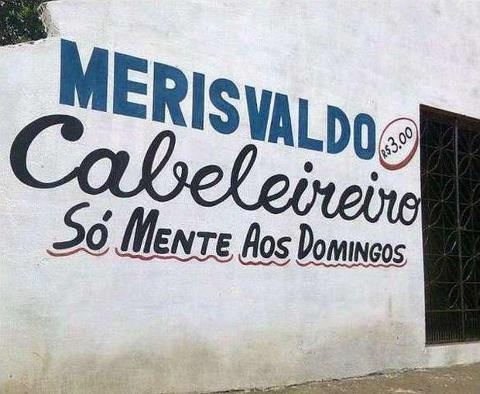 MERISVALDO
R$3.00
Cabeleireiro
SÓ MENTE AOS DOMINGOS